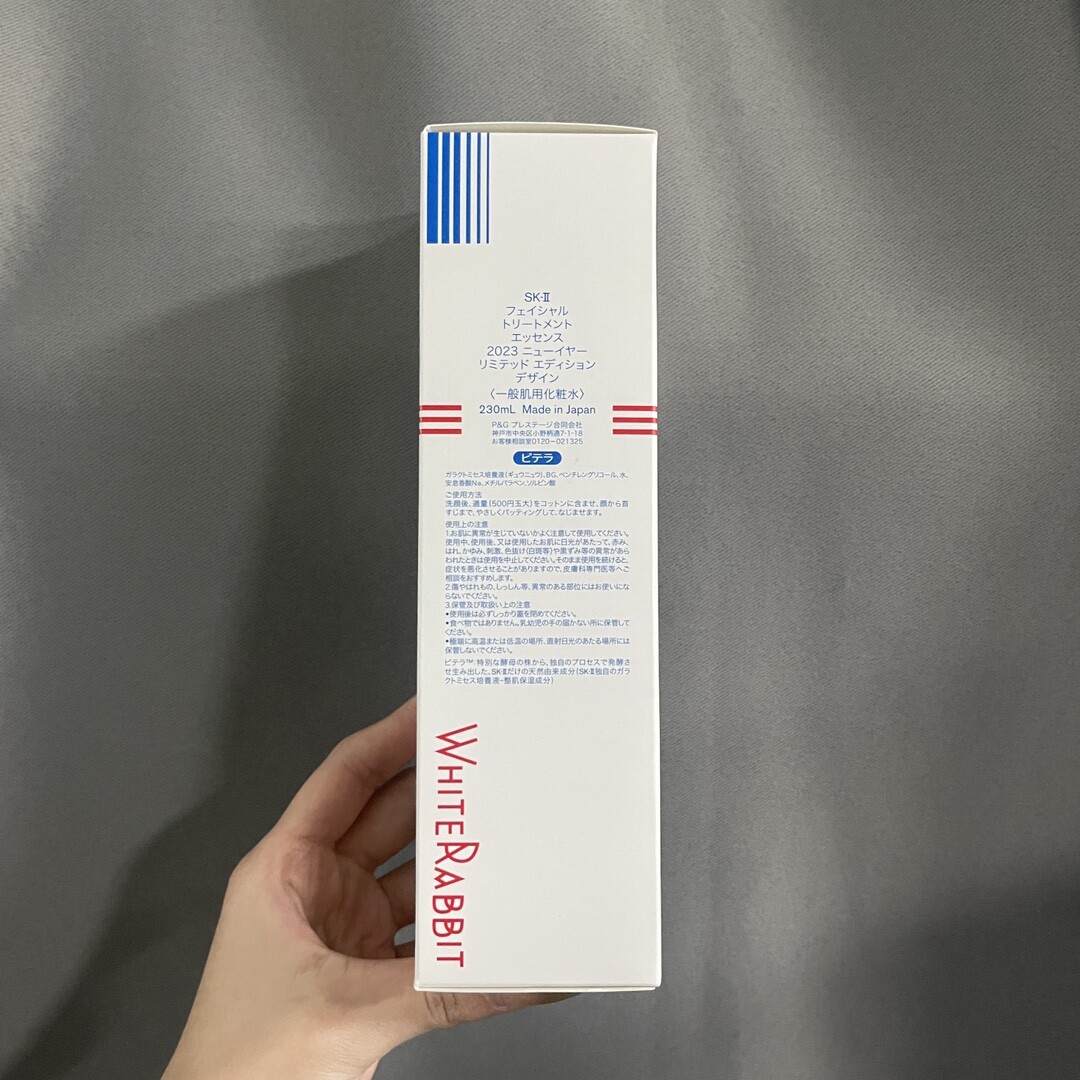 SK-Ⅱ
フェイシャル
トリートメント
エッセンス
2023 ニューイヤー
リミテッド エディション
デザイン
〈一般肌用化粧水〉
230mL Made in Japan
P&G プレステージ合同会社
神戸市中央区小野柄通7-1-18
お客様相談室0120-021325
ピテラ
ガラクトミセス培養液(ギュウニュウ)、BG、ペンチレングリコール、水、
安息香酸Na、メチルパラベン、ソルビン酸
ご使用方法
洗顔後、適量(500円玉大)をコットンに含ませ、顔から首
すじまで、やさしくパッティングして、なじませます。
使用上の注意
1.お肌に異常が生じていないかよく注意して使用してください。
使用中、使用後、又は使用したお肌に日光があたって、赤み、
はれ、かゆみ、刺激、色抜け(白斑等)や黒ずみ等の異常があら
われたときは使用を中止してください。そのまま使用を続けると、
症状を悪化させることがありますので、皮膚科専門医等へご
相談をおすすめします。
2.傷やはれもの、しっしん等、異常のある部位にはお使いにな
らないでください。
3.保管及び取扱い上の注意
•使用後は必ずしっかり蓋を閉めてください。
•食べ物ではありません。乳幼児の手の届かない所に保管して
ください。
•極端に高温または低温の場所、直射日光のあたる場所には
保管しないでください。
ピテラ™:特別な酵母の株から、独自のプロセスで発酵さ
せ生み出した、SK-Ⅱだけの天然由来成分(SK-Ⅱ独自のガラ
クトミセス培養液-整肌保湿成分)
WHITERABBIT